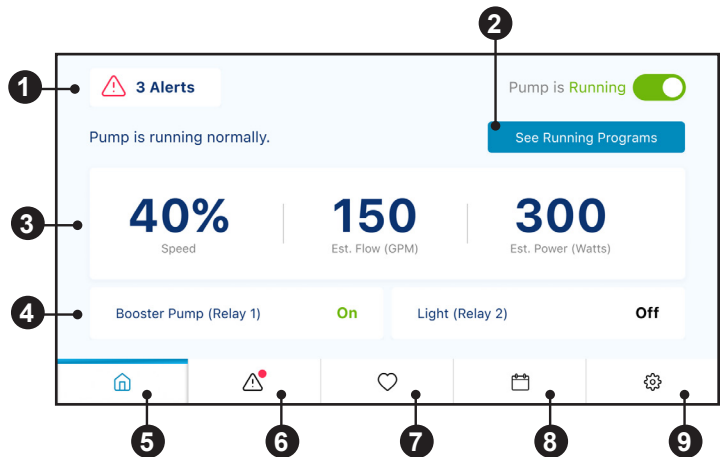 2
1
3 Alerts
Pump is Running
Pump is running normally.
See Running Programs
3
40%
150
300
Speed
Est. Flow (GPM)
Est. Power (Watts)
4
Booster Pump (Relay 1)
On
Light (Relay 2)
Off
5
6
7
8
9